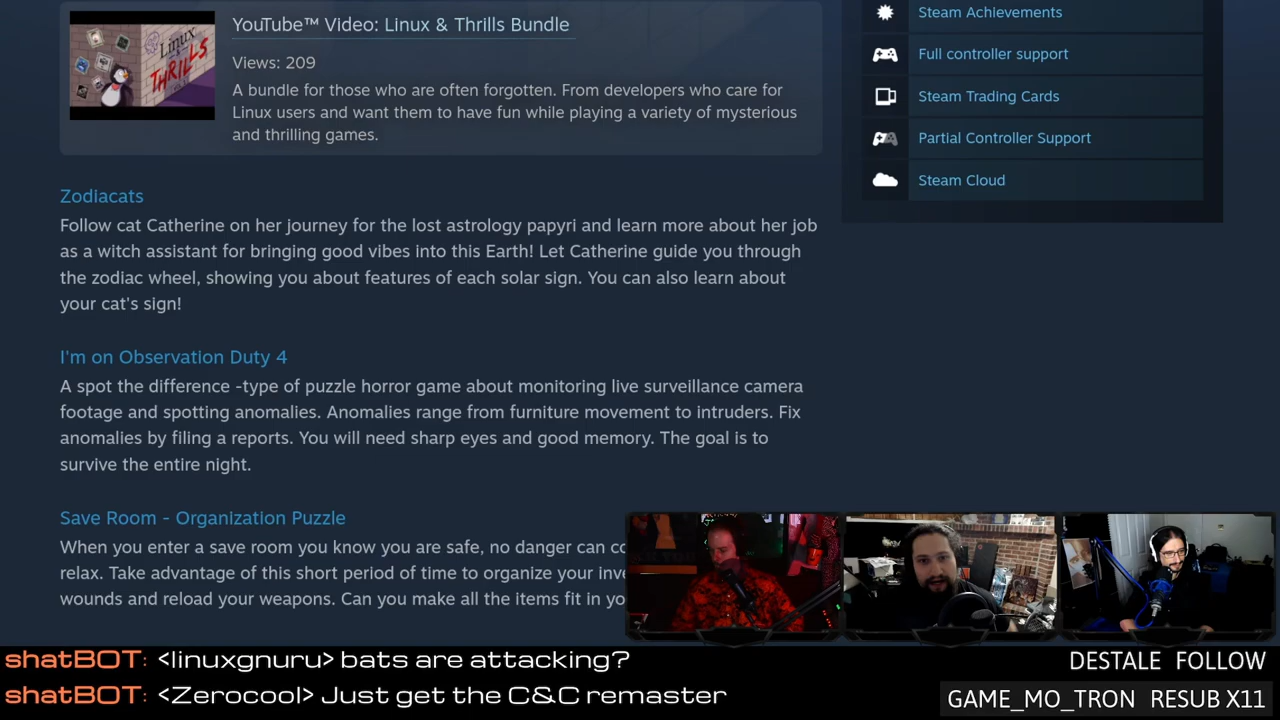 YouTube™ Video: Linux & Thrills Bundle
Views: 209
A bundle for those who are often forgotten. From developers who care for
Linux users and want them to have fun while playing a variety of mysterious
and thrilling games.
Linux
THRILLS
Steam Achievements
Full controller support
Steam Trading Cards
Partial Controller Support
Steam Cloud
Zodiacats
Follow cat Catherine on her journey for the lost astrology papyri and learn more about her job
as a witch assistant for bringing good vibes into this Earth! Let Catherine guide you through
the zodiac wheel, showing you about features of each solar sign. You can also learn about
your cat's sign!
I'm on Observation Duty 4
A spot the difference -type of puzzle horror game about monitoring live surveillance camera
footage and spotting anomalies. Anomalies range from furniture movement to intruders. Fix
anomalies by filing a reports. You will need sharp eyes and good memory. The goal is to
survive the entire night.
Save Room - Organization Puzzle
When you enter a save room you know you are safe, no danger can
relax. Take advantage of this short period of time to organize your
wounds and reload your weapons. Can you make all the items fit in
shatBOT: <linuxgnuru> bats are attacking?
shatBOT: <Zerocool> Just get the C&C remaster
DESTALE FOLLOW
GAME_MO_TRON RESUB X11